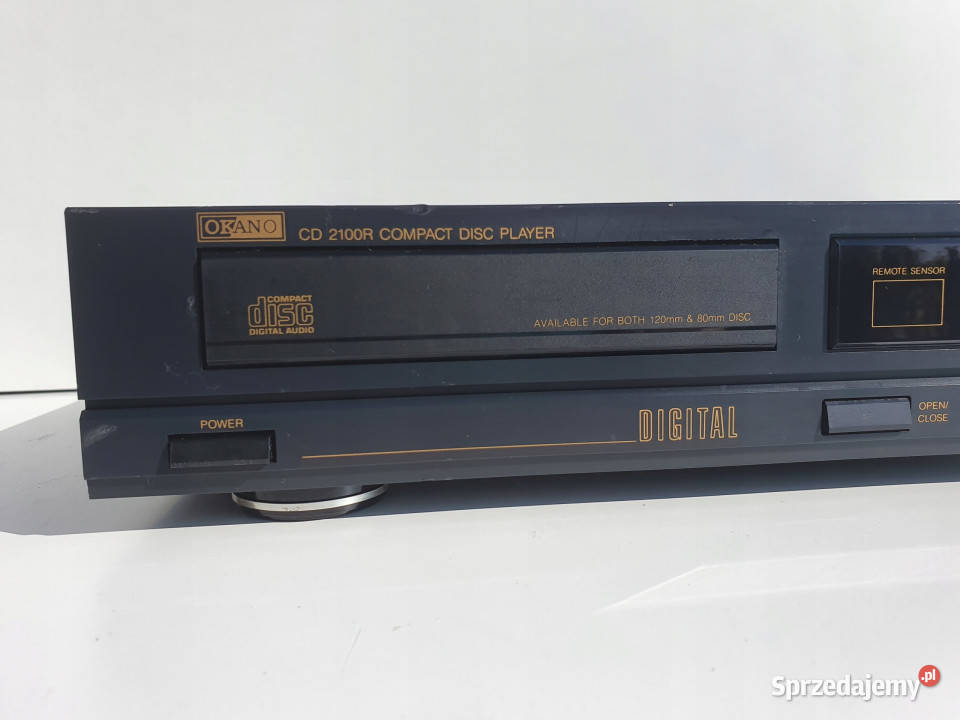 OKANO CD 2100R COMPACT DISC PLAYER
REMOTE SENSOR
COMPACT
disc
DIGITAL AUDIO
AVAILABLE FOR BOTH 120mm & 80mm DISC
POWER
DIGITAL
OPEN/
CLOSE
Sprzedajemy.pl